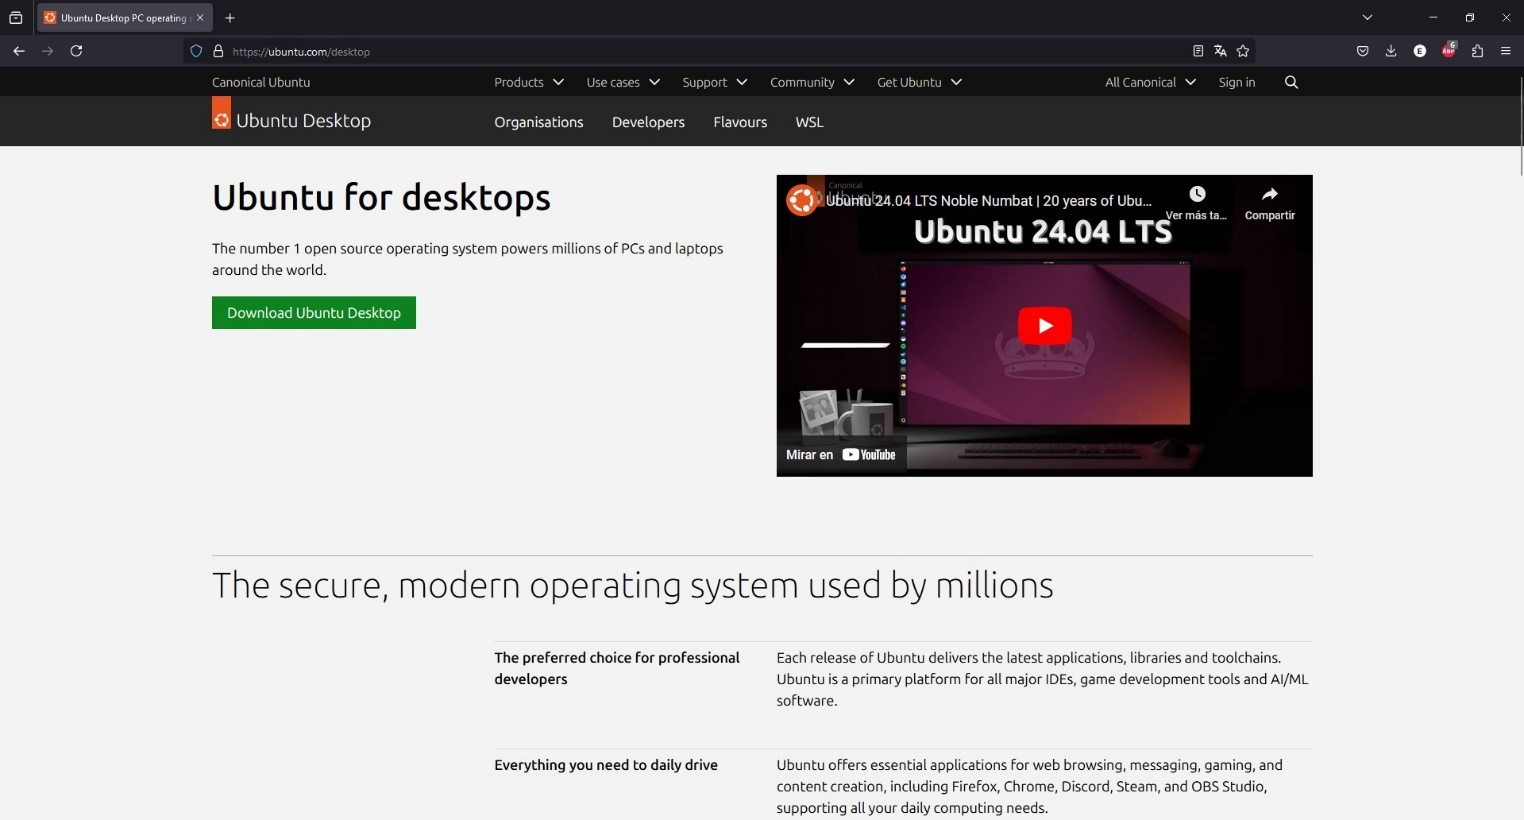 Ubuntu Desktop PC operating s
https://ubuntu.com/desktop
E
ABP
6
Canonical Ubuntu
Products
Use cases
Support
Community
Get Ubuntu
All Canonical
Sign in
Ubuntu Desktop
Organisations
Developers
Flavours
WSL
Ubuntu for desktops
The number 1 open source operating system powers millions of PCs and laptops
around the world.
Download Ubuntu Desktop
Canonical
Ubuntu
Ubuntu 24.04 LTS Noble Numbat | 20 years of Ubu...
Ver más ta...
Compartir
Ubuntu 24.04 LTS
Mirar en YouTube
The secure, modern operating system used by millions
The preferred choice for professional
developers
Each release of Ubuntu delivers the latest applications, libraries and toolchains.
Ubuntu is a primary platform for all major IDEs, game development tools and AI/ML
software.
Everything you need to daily drive
Ubuntu offers essential applications for web browsing, messaging, gaming, and
content creation, including Firefox, Chrome, Discord, Steam, and OBS Studio,
supporting all your daily computing needs.